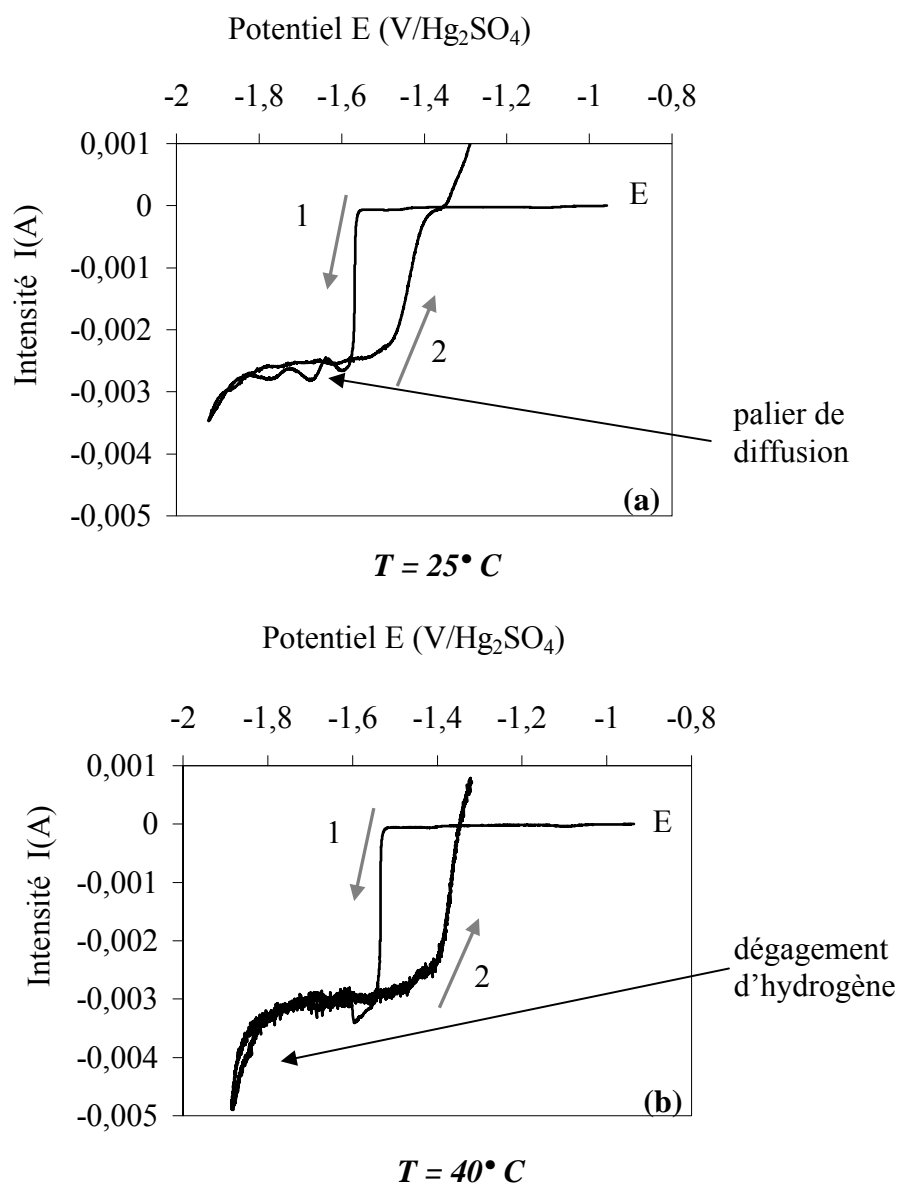 Potentiel E (V/Hg₂SO₄)
-2 -1,8 -1,6 -1,4 -1,2 -1 -0,8
Intensité I(A)
0,001
0
-0,001
-0,002
-0,003
-0,004
-0,005
1
2
E
palier de
diffusion
(a)
T = 25° C
Potentiel E (V/Hg₂SO₄)
-2 -1,8 -1,6 -1,4 -1,2 -1 -0,8
Intensité I(A)
0,001
0
-0,001
-0,002
-0,003
-0,004
-0,005
1
2
E
dégagement
d'hydrogène
(b)
T = 40° C